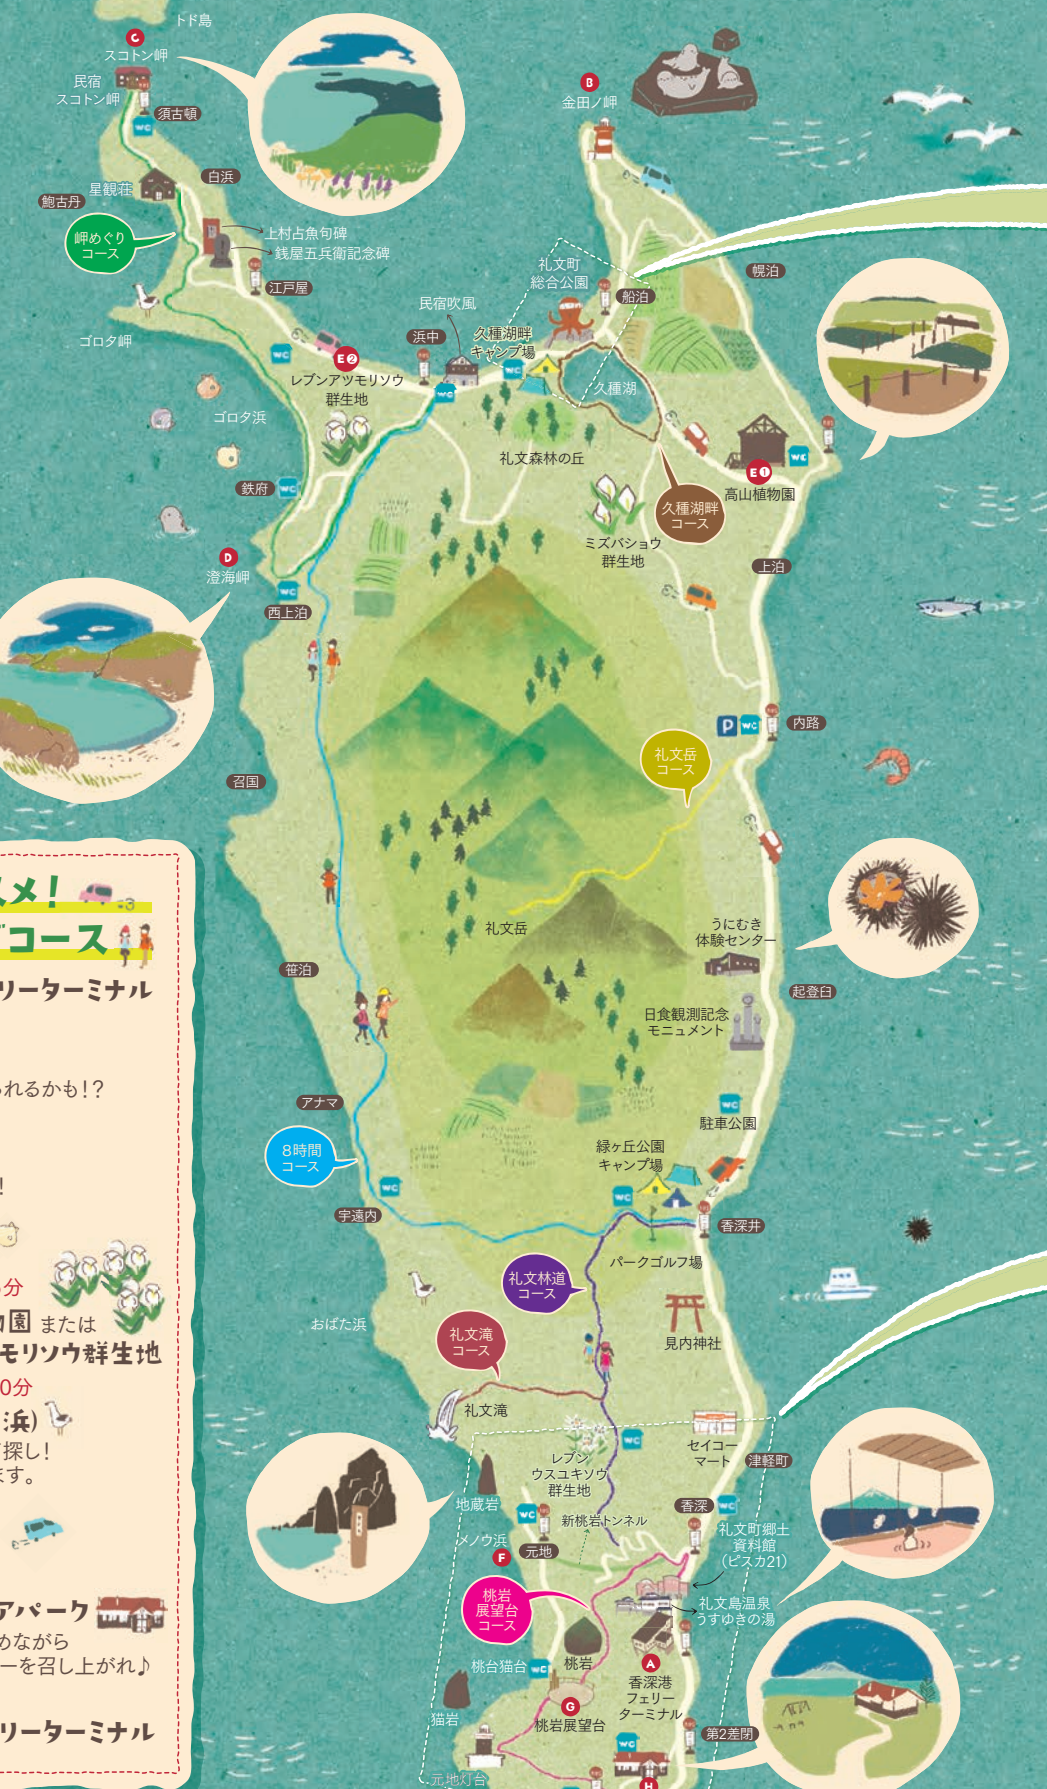 トド島
C
スコトン岬
民宿
スコトン岬
WC
須古頓
B
金田ノ岬
白浜
星観荘
鮑古丹
岬めぐり
コース
上村占魚句碑
銭屋五兵衛記念碑
江戸屋
ゴロタ岬
礼文町
総合公園
船泊
幌泊
民宿吹風
浜中
久種湖畔
キャンプ場
WC
久種湖
WC
E❷
レブンアツモリソウ
群生地
WC
ゴロタ浜
礼文森林の丘
E❶
高山植物園
WC
鉄府
WC
久種湖畔
コース
ミズバショウ
群生地
D
澄海岬
WC
西上泊
上泊
P
WC
内路
礼文岳
コース
召国
礼文岳
うにむき
体験センター
起登臼
日食観測記念
モニュメント
笹泊
アナマ
WC
駐車公園
8時間
コース
緑ヶ丘公園
キャンプ場
WC
宇遠内
WC
香深井
パークゴルフ場
礼文林道
コース
見内神社
おばた浜
礼文滝
コース
礼文滝
セイコー
マート
津軽町
WC
レブン
ウスユキソウ
群生地
地蔵岩
WC
香深
WC
新桃岩トンネル
礼文町郷土
資料館
(ピスカ21)
メノウ浜
F
元地
桃岩
展望台
コース
礼文島温泉
うすゆきの湯
桃岩
A
香深港
フェリー
ターミナル
桃台猫台
WC
猫岩
G
桃岩展望台
第2差閉
WC
H
元地灯台
メ!
コース
リーターミナル
れるかも!?
!
分
園 または
モリソウ群生地
0分
浜)
探し!
ます。
アパーク
めながら
ーを召し上がれ♪
リーターミナル